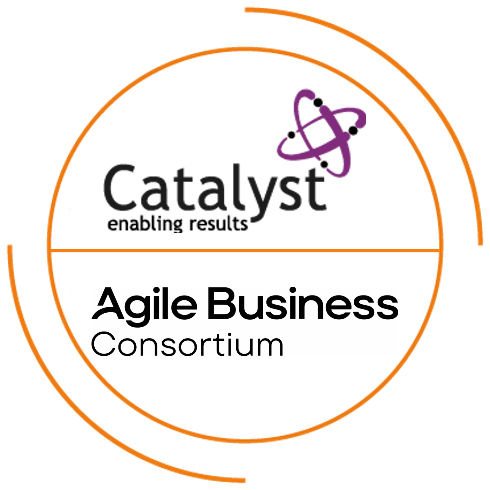 Catalyst
enabling results
Agile Business
Consortium